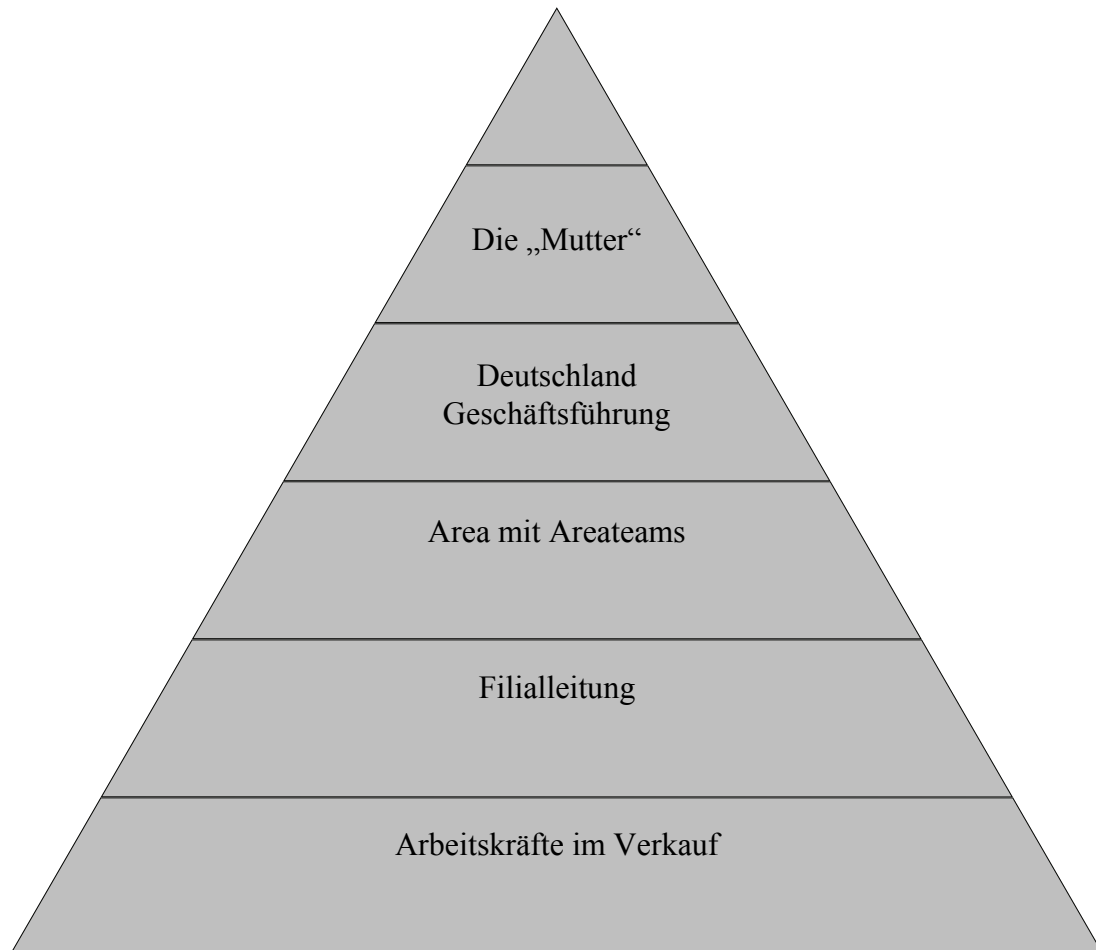 Die „Mutter“
Deutschland
Geschäftsführung
Area mit Areateams
Filialleitung
Arbeitskräfte im Verkauf